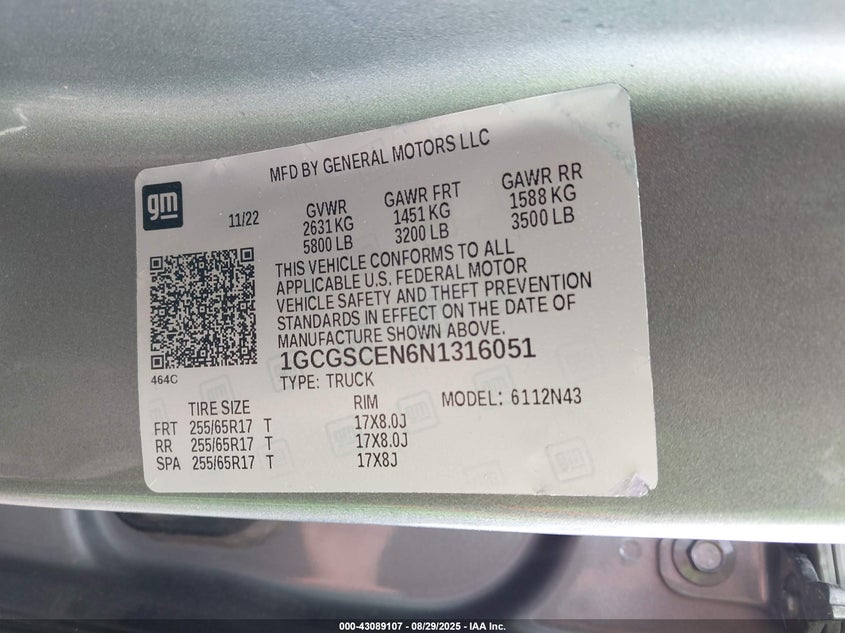 MFD BY GENERAL MOTORS LLC
gm
11/22
GVWR
2631 KG
5800 LB
GAWR FRT
1451 KG
3200 LB
GAWR RR
1588 KG
3500 LB
THIS VEHICLE CONFORMS TO ALL
APPLICABLE U.S. FEDERAL MOTOR
VEHICLE SAFETY AND THEFT PREVENTION
STANDARDS IN EFFECT ON THE DATE OF
MANUFACTURE SHOWN ABOVE.
1GCGSCEN6N1316051
464C
TYPE: TRUCK
TIRE SIZE RIM MODEL: 6112N43
FRT 255/65R17 T 17X8.0J
RR 255/65R17 T 17X8.0J
SPA 255/65R17 T 17X8J
000-43089107 - 08/29/2025 - IAA Inc.